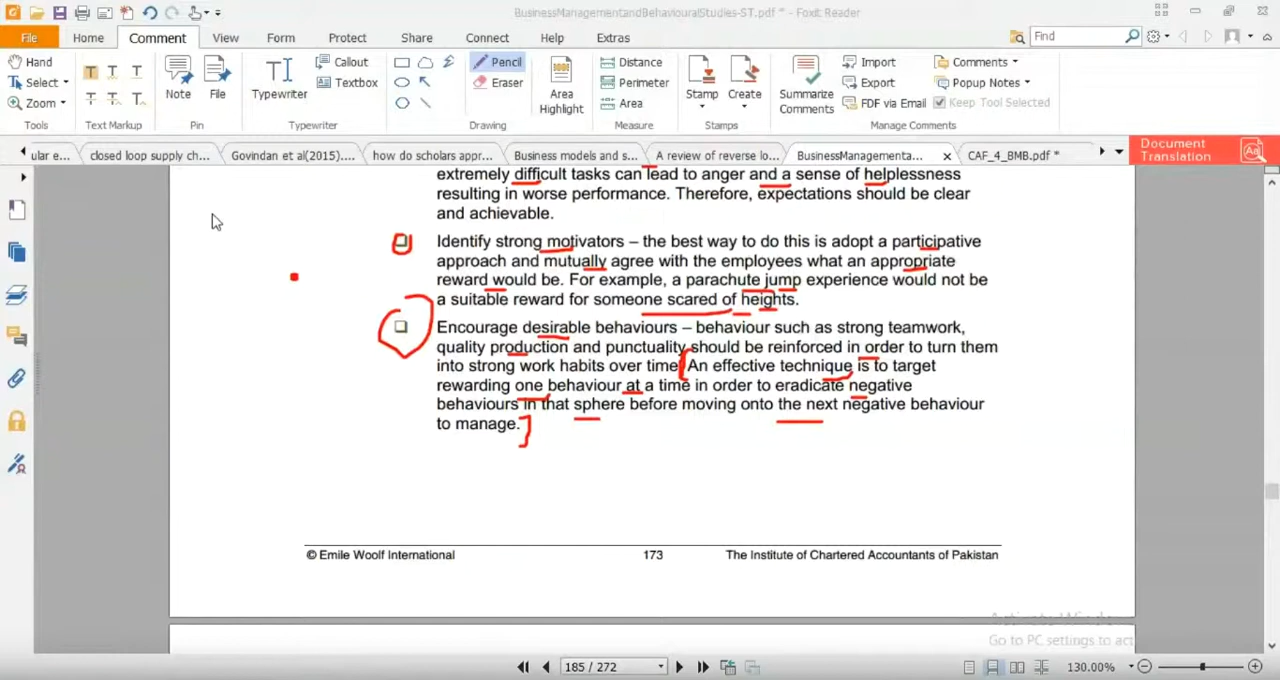 BusinessManagementandBehaviouralStudies-ST.pdf * - Foxit Reader
File Home Comment View Form Protect Share Connect Help Extras Find
Hand Select Zoom Tools
T T T T T T Text Markup
Note File Pin
Typewriter Callout Textbox Typewriter
Pencil Eraser Drawing
Area Highlight Distance Perimeter Area Measure
Stamp Create Stamps
Summarize Comments Import Export FDF via Email Comments Popup Notes Keep Tool Selected Manage Comments
ular e... closed loop supply ch... Govindan et al(2015).... how do scholars appr... Business models and s... A review of reverse lo... BusinessManagementa... CAF_4_BMB.pdf *
Document Translation
extremely difficult tasks can lead to anger and a sense of helplessness
resulting in worse performance. Therefore, expectations should be clear
and achievable.
Identify strong motivators – the best way to do this is adopt a participative
approach and mutually agree with the employees what an appropriate
reward would be. For example, a parachute jump experience would not be
a suitable reward for someone scared of heights.
Encourage desirable behaviours – behaviour such as strong teamwork,
quality production and punctuality should be reinforced in order to turn them
into strong work habits over time. An effective technique is to target
rewarding one behaviour at a time in order to eradicate negative
behaviours in that sphere before moving onto the next negative behaviour
to manage.
© Emile Woolf International 173 The Institute of Chartered Accountants of Pakistan
Go to PC settings to act
185 / 272 130.00%